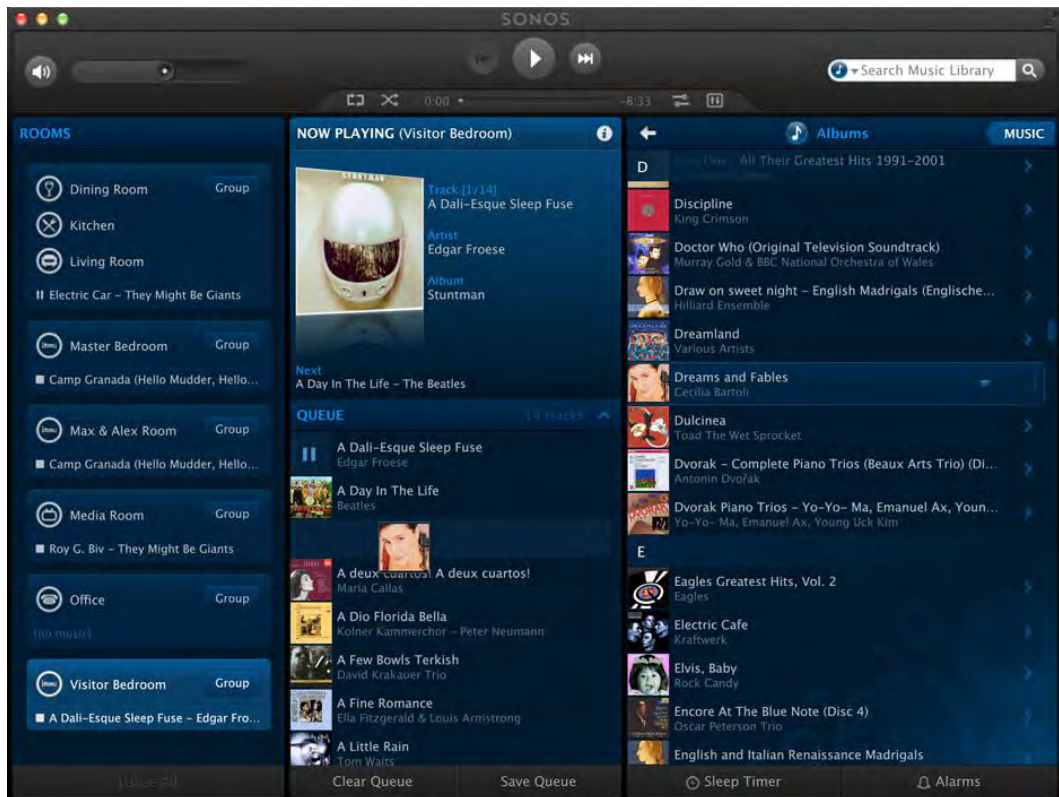 SONOS
Search Music Library
0:00
-8:33
ROOMS
Dining Room
Group
Kitchen
Living Room
Electric Car – They Might Be Giants
Master Bedroom
Group
Camp Granada (Hello Mudder, Hello...
Max & Alex Room
Group
Camp Granada (Hello Mudder, Hello...
Media Room
Group
Roy G. Biv – They Might Be Giants
Office
Group
(no music)
Visitor Bedroom
Group
A Dali-Esque Sleep Fuse – Edgar Fro...
NOW PLAYING (Visitor Bedroom)
STUNTMAN
Track [1/14]
A Dali-Esque Sleep Fuse
Artist
Edgar Froese
Album
Stuntman
Next
A Day In The Life – The Beatles
QUEUE
14 tracks
A Dali-Esque Sleep Fuse
Edgar Froese
A Day In The Life
Beatles
A deux cuartos! A deux cuartos!
Maria Callas
A Dio Florida Bella
Kolner Kammerchor – Peter Neumann
A Few Bowls Terkish
David Krakauer Trio
A Fine Romance
Ella Fitzgerald & Louis Armstrong
A Little Rain
Tom Waits
Clear Queue
Save Queue
Albums
MUSIC
D
All Their Greatest Hits 1991–2001
Discipline
King Crimson
Doctor Who (Original Television Soundtrack)
Murray Gold & BBC National Orchestra of Wales
Draw on sweet night – English Madrigals (Englische...
Hilliard Ensemble
Dreamland
Various Artists
Dreams and Fables
Cecilia Bartoli
Dulcinea
Toad The Wet Sprocket
Dvorak – Complete Piano Trios (Beaux Arts Trio) (Di...
Antonin Dvořák
Dvorak Piano Trios – Yo-Yo- Ma, Emanuel Ax, Youn...
Yo-Yo- Ma, Emanuel Ax, Young Uck Kim
E
Eagles Greatest Hits, Vol. 2
Eagles
Electric Cafe
Kraftwerk
Elvis, Baby
Rock Candy
Encore At The Blue Note (Disc 4)
Oscar Peterson Trio
English and Italian Renaissance Madrigals
Sleep Timer
Alarms